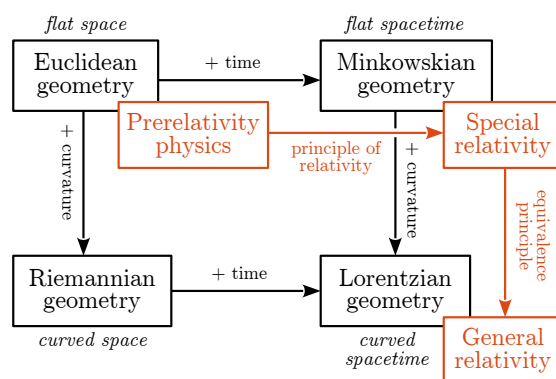 flat space
flat spacetime
Euclidean
geometry
+ time
Minkowskian
geometry
Prerelativity
physics
principle of
relativity
Special
relativity
+ curvature
+ curvature
equivalence
principle
Riemannian
geometry
+ time
Lorentzian
geometry
curved space
curved
spacetime
General
relativity